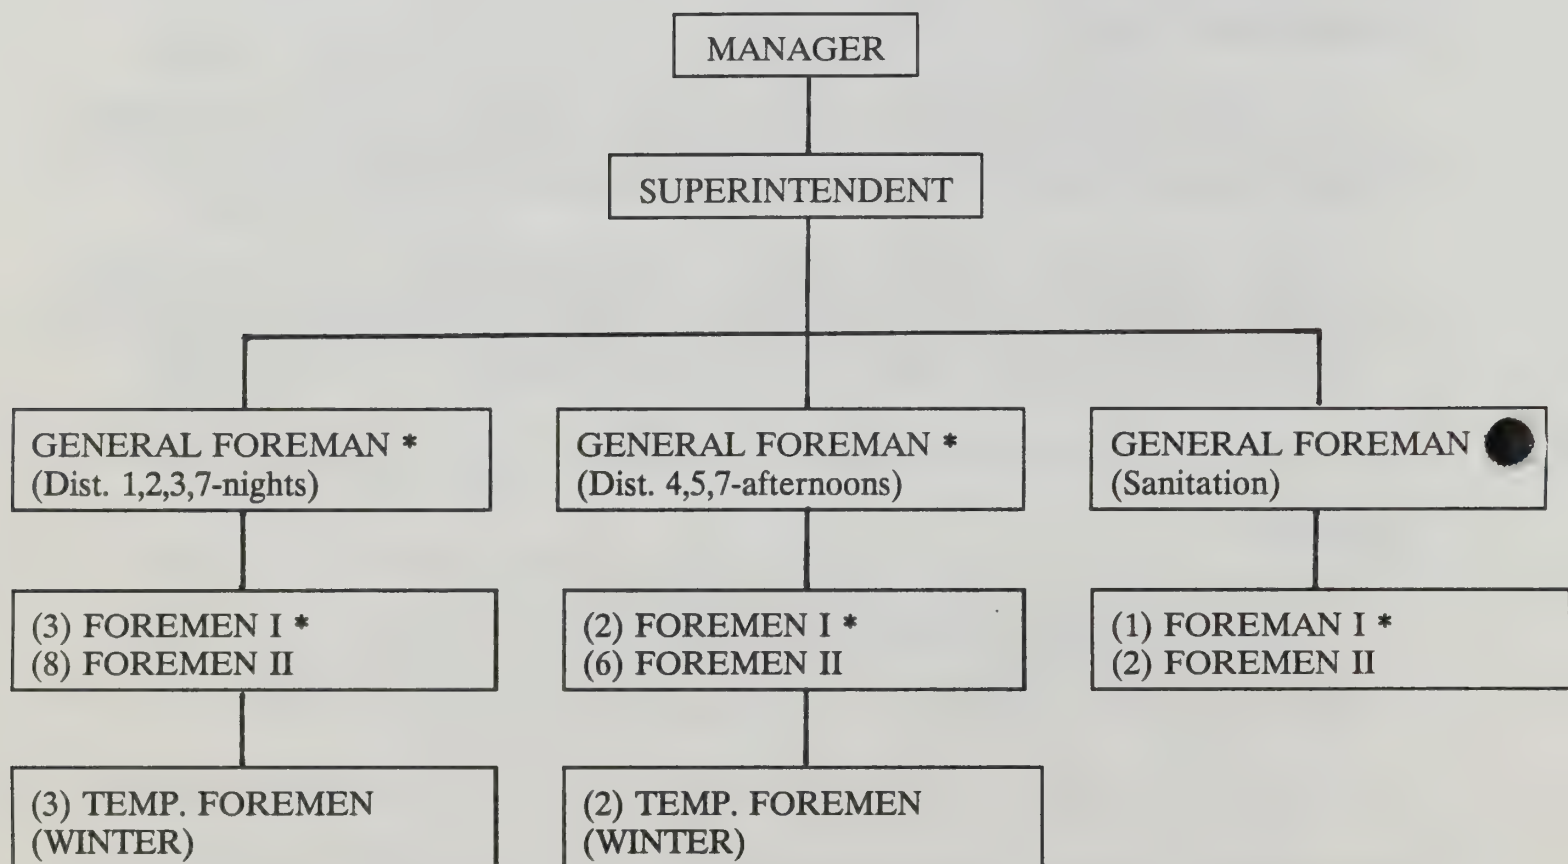 MANAGER
SUPERINTENDENT
GENERAL FOREMAN *
(Dist. 1,2,3,7-nights)
GENERAL FOREMAN *
(Dist. 4,5,7-afternoons)
GENERAL FOREMAN
(Sanitation)
(3) FOREMEN I *
(8) FOREMEN II
(2) FOREMEN I *
(6) FOREMEN II
(1) FOREMAN I *
(2) FOREMEN II
(3) TEMP. FOREMEN
(WINTER)
(2) TEMP. FOREMEN
(WINTER)